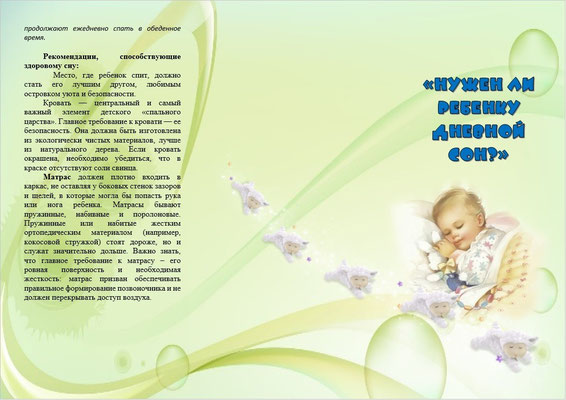 продолжают ежедневно спать в обеденное
время.
Рекомендации, способствующие
здоровому сну:
Место, где ребенок спит, должно
стать его лучшим другом, любимым
островком уюта и безопасности.
Кровать — центральный и самый
важный элемент детского «спального
царства». Главное требование к кровати — ее
безопасность. Она должна быть изготовлена
из экологически чистых материалов, лучше
из натурального дерева. Если кровать
окрашена, необходимо убедиться, что в
краске отсутствуют соли свинца.
Матрас должен плотно входить в
каркас, не оставляя у боковых стенок зазоров
и щелей, в которые могла бы попасть рука
или нога ребенка. Матрасы бывают
пружинные, набивные и поролоновые.
Пружинные или набитые жестким
ортопедическим материалом (например,
кокосовой стружкой) стоят дороже, но и
служат значительно дольше. Важно знать,
что главное требование к матрасу – его
ровная поверхность и необходимая
жесткость: матрас призван обеспечивать
правильное формирование позвоночника и не
должен перекрывать доступ воздуха.
«НУЖЕН ЛИ
РЕБЕНКУ
ДНЕВНОЙ
СОН?»